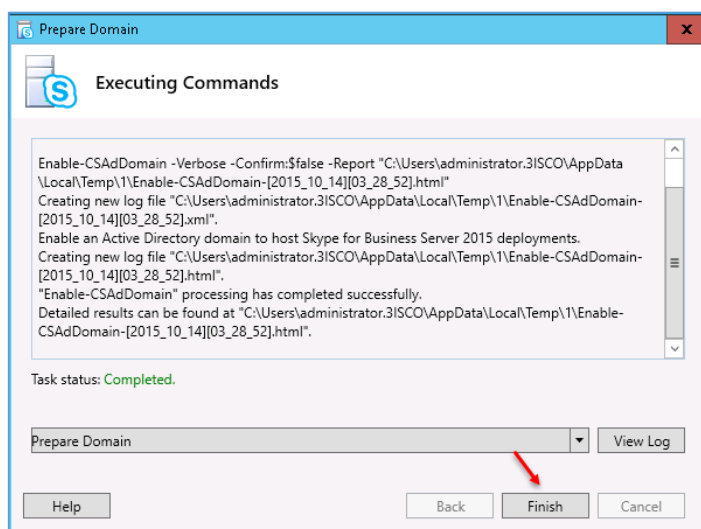 Prepare Domain
x
Executing Commands
Enable-CSAdDomain -Verbose -Confirm:$false -Report "C:\Users\administrator.3ISCO\AppData
\Local\Temp\1\Enable-CSAdDomain-[2015_10_14][03_28_52].html"
Creating new log file "C:\Users\administrator.3ISCO\AppData\Local\Temp\1\Enable-CSAdDomain-
[2015_10_14][03_28_52].xml".
Enable an Active Directory domain to host Skype for Business Server 2015 deployments.
Creating new log file "C:\Users\administrator.3ISCO\AppData\Local\Temp\1\Enable-CSAdDomain-
[2015_10_14][03_28_52].html".
"Enable-CSAdDomain" processing has completed successfully.
Detailed results can be found at "C:\Users\administrator.3ISCO\AppData\Local\Temp\1\Enable-
CSAdDomain-[2015_10_14][03_28_52].html".
Task status: Completed.
Prepare Domain
View Log
Help
Back
Finish
Cancel